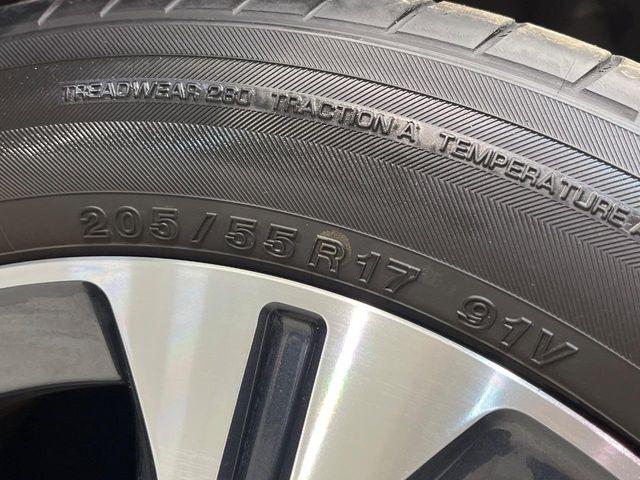 TREADWEAR 280 TRACTION A TEMPERATURE A
205/55R17 91V